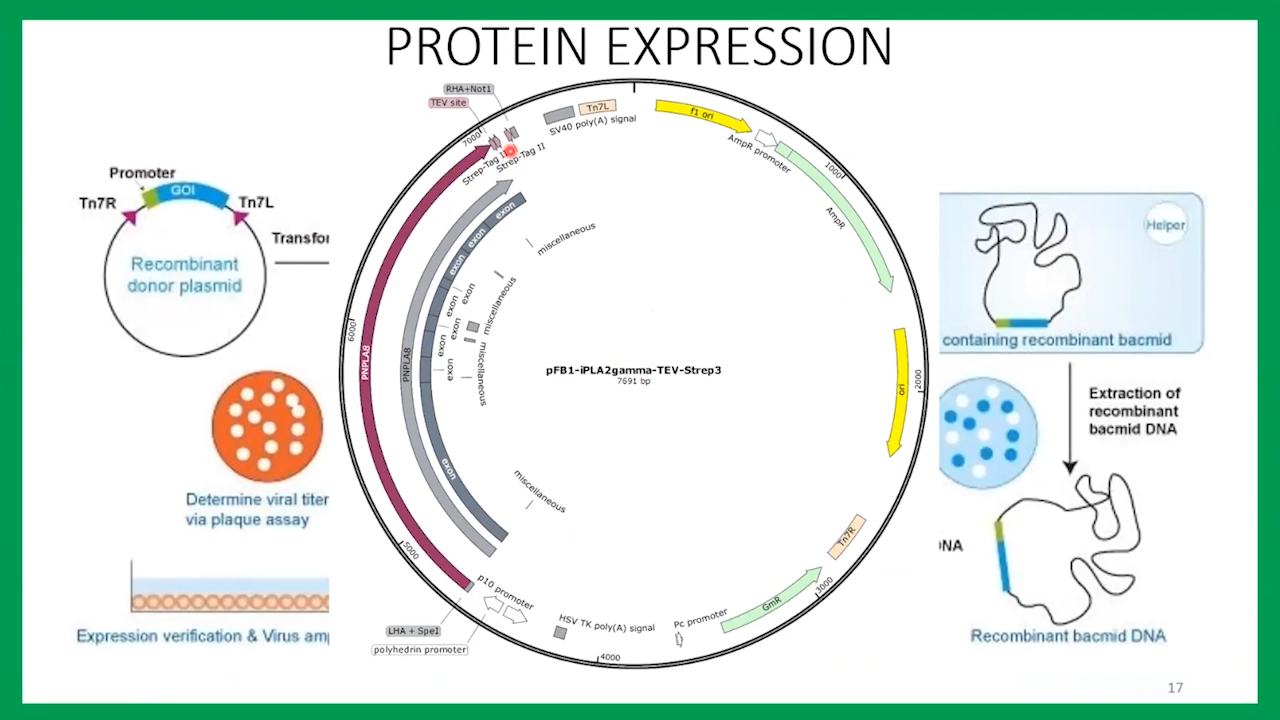 PROTEIN EXPRESSION
RHA+Not1
TEV site
Tn7L
SV40 poly(A) signal
f1 ori
7000
Strep-Tag II
Strep-Tag II
AmpR promoter
1000
AmpR
Promoter
GOI
Tn7R
Tn7L
Transfor
Recombinant
donor plasmid
exon
exon
exon
exon
exon
exon
exon
exon
exon
miscellaneous
miscellaneous
miscellaneous
miscellaneous
6000
PNPLA8
PNPLA8
pFB1-iPLA2gamma-TEV-Strep3
7691 bp
ori
2000
Helper
containing recombinant bacmid
Extraction of
recombinant
bacmid DNA
Determine viral titer
via plaque assay
5000
Tn7R
NA
p10 promoter
LHA + SpeI
polyhedrin promoter
HSV TK poly(A) signal
Pc promoter
GmR
3000
4000
Expression verification & Virus amp
Recombinant bacmid DNA
17